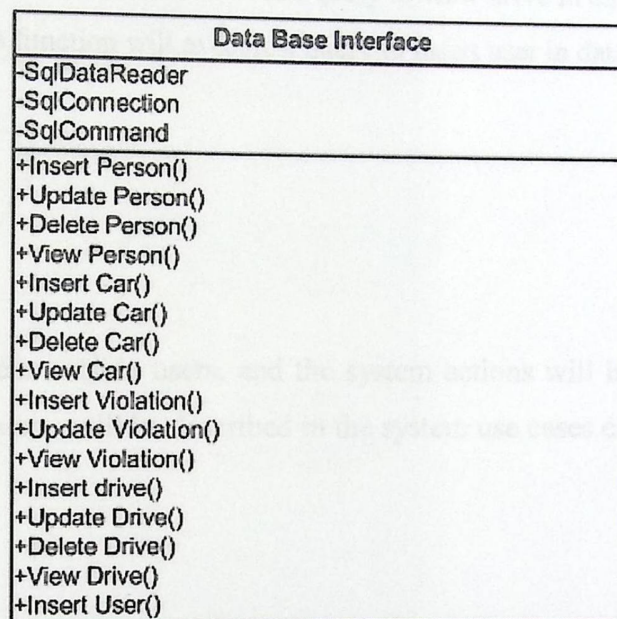 Data Base Interface
-SqlDataReader
-SqlConnection
-SqlCommand
+Insert Person()
+Update Person()
+Delete Person()
+View Person()
+Insert Car()
+Update Car()
+Delete Car()
+View Car()
+Insert Violation()
+Update Violation()
+View Violation()
+Insert drive()
+Update Drive()
+Delete Drive()
+View Drive()
+Insert User()